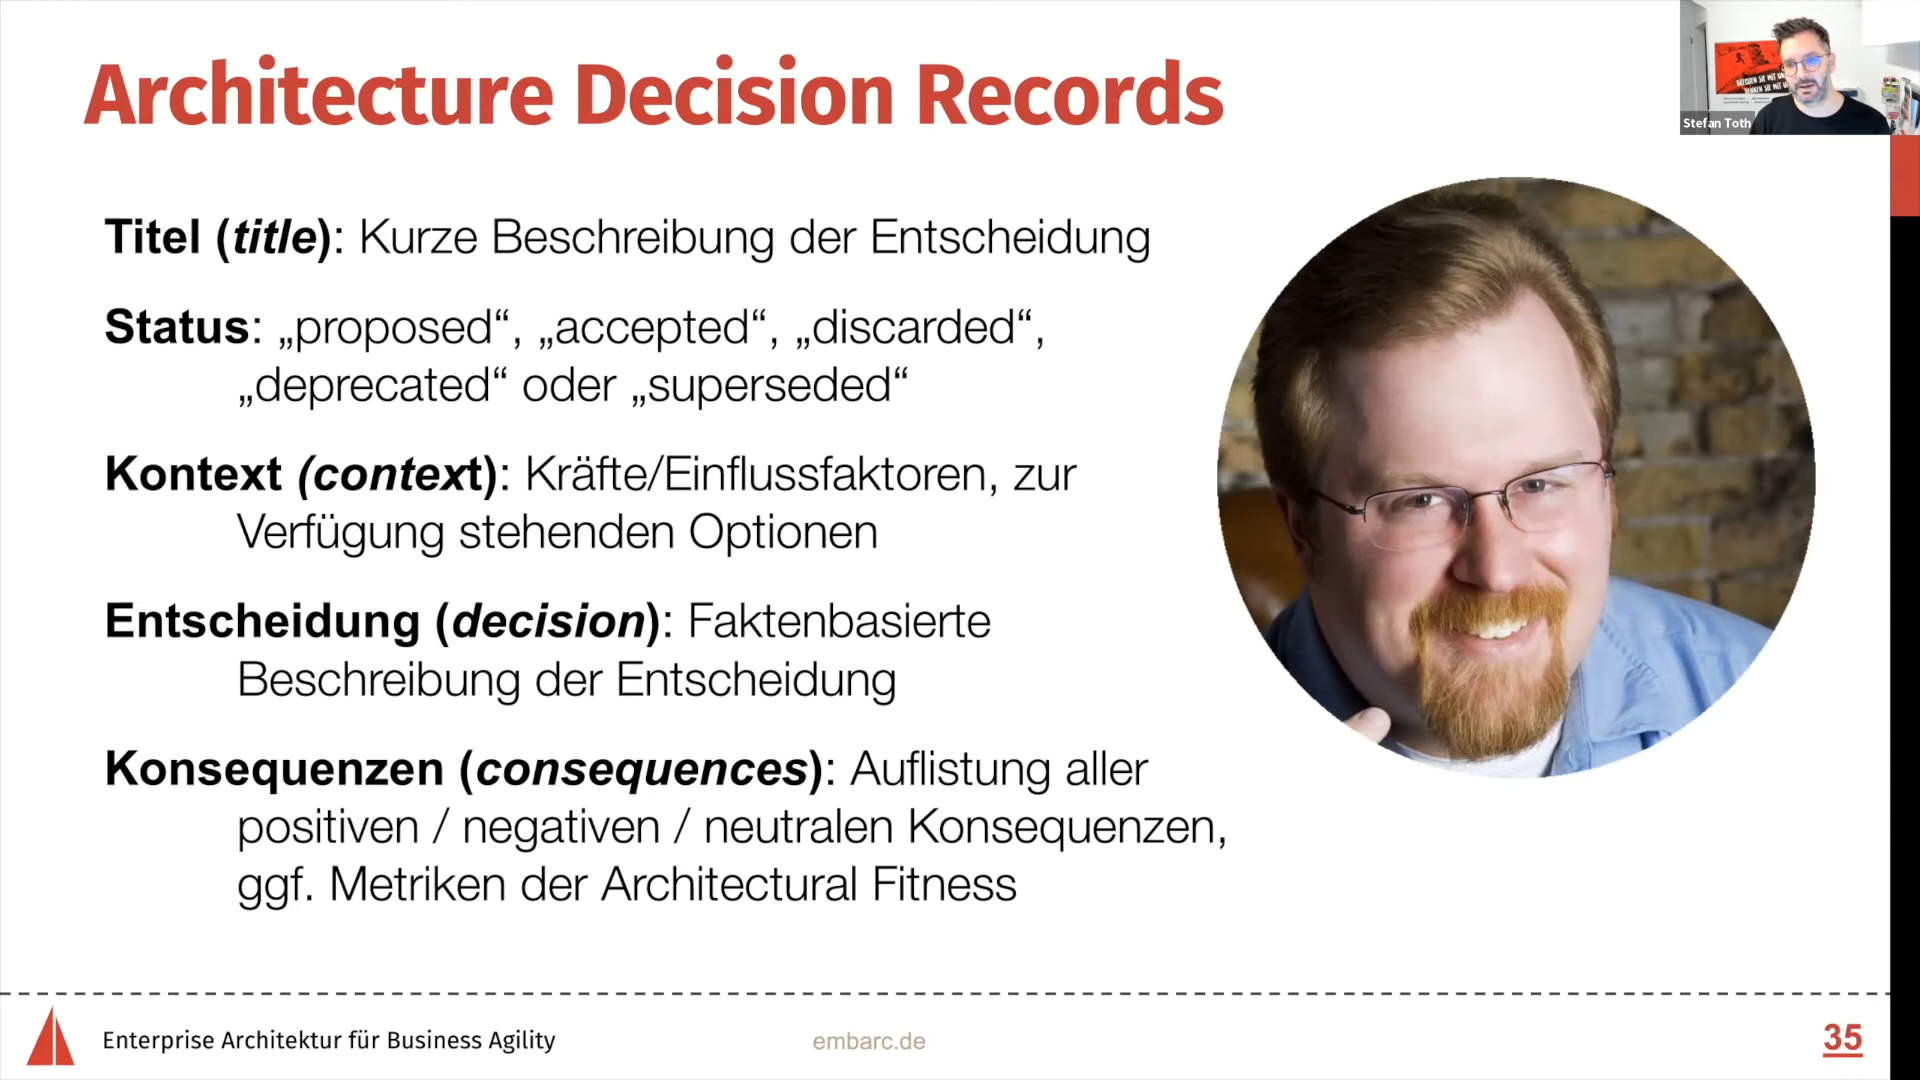 Architecture Decision Records
Stefan Toth
Titel (title): Kurze Beschreibung der Entscheidung
Status: „proposed“, „accepted“, „discarded“,
„deprecated“ oder „superseded“
Kontext (context): Kräfte/Einflussfaktoren, zur
Verfügung stehenden Optionen
Entscheidung (decision): Faktenbasierte
Beschreibung der Entscheidung
Konsequenzen (consequences): Auflistung aller
positiven / negativen / neutralen Konsequenzen,
ggf. Metriken der Architectural Fitness
Enterprise Architektur für Business Agility
embarc.de
35